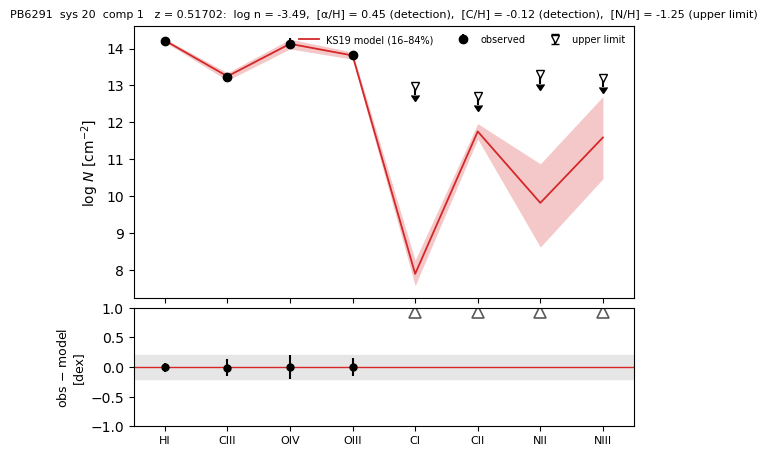 PB6291  sys 20  comp 1   z = 0.51702:  log n = -3.49,  [α/H] = 0.45 (detection),  [C/H] = -0.12 (detection),  [N/H] = -1.25 (upper limit)
KS19 model (16–84%)
observed
upper limit
log N [cm⁻²]
14
13
12
11
10
9
8
obs − model
[dex]
1.0
0.5
0.0
−0.5
−1.0
HI CIII OIV OIII CI CII NII NIII